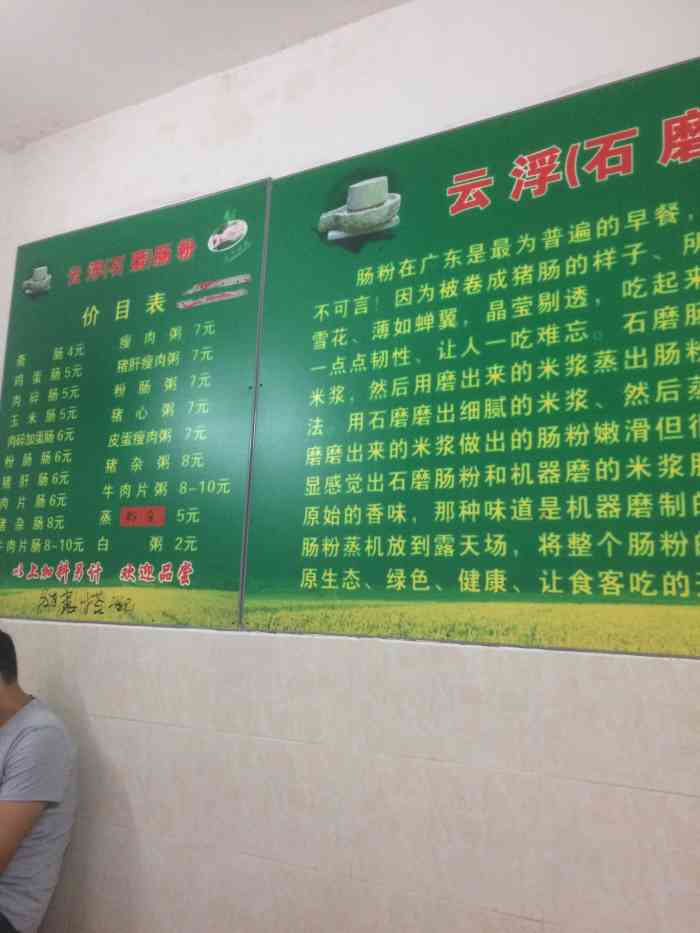 云浮(石磨)肠粉
价目表
斋 肠 4元
鸡蛋肠 5元
肉碎肠 5元
玉米肠 5元
肉碎加蛋肠 6元
粉肠肠 6元
猪肝肠 6元
肉片肠 6元
猪杂肠 8元
牛肉片肠 8-10元
瘦肉粥 7元
猪肝瘦肉粥 7元
粉肠粥 7元
猪心粥 7元
皮蛋瘦肉粥 7元
猪杂粥 8元
牛肉片粥 8-10元
蒸 5元
白 粥 2元
以上加料另计 欢迎品尝
云浮(石磨
肠粉在广东是最为普遍的早餐，
不可言！因为被卷成猪肠的样子、所
雪花、薄如蝉翼，晶莹剔透，吃起来
一点点韧性、让人一吃难忘。石磨肠
米浆，然后用磨出来的米浆蒸出肠粉
法 用石磨磨出细腻的米浆、然后
磨磨出来的米浆做出的肠粉嫩滑但
显感觉出石磨肠粉和机器磨的米浆肠
原始的香味，那种味道是机器磨制
肠粉蒸机放到露天场，将整个肠粉的
原生态、绿色、健康、让食客吃的